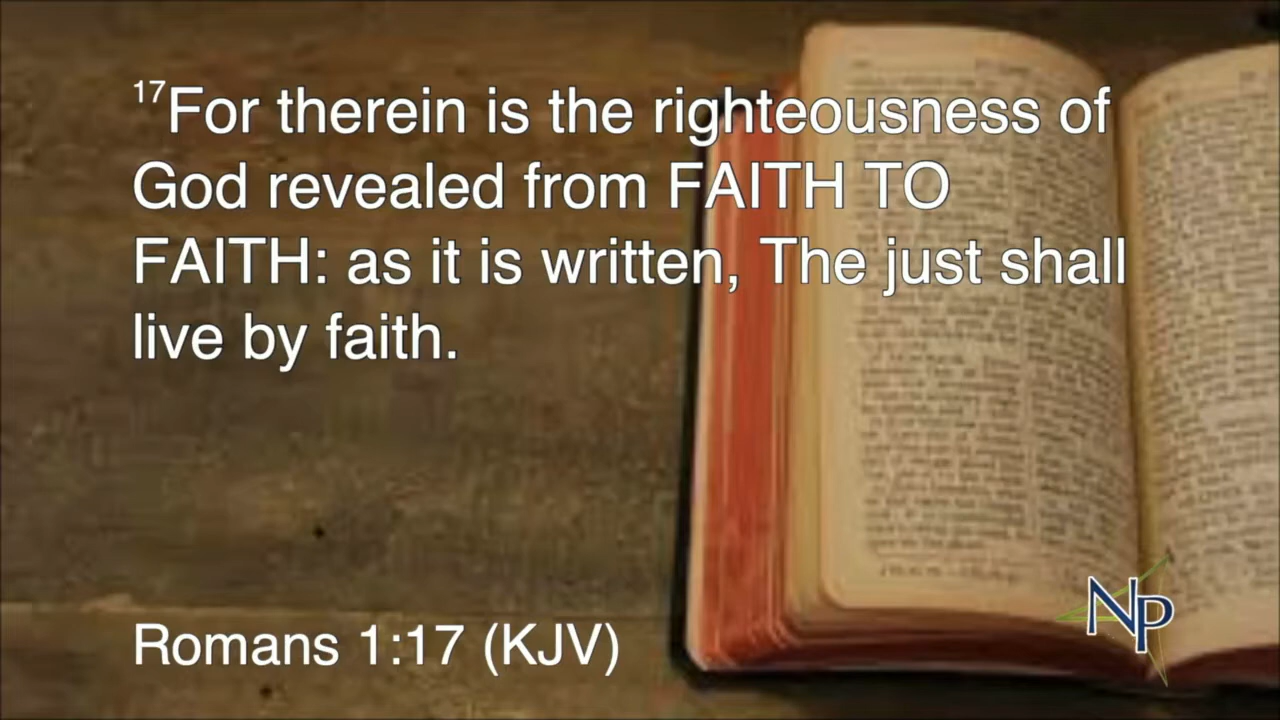 17For therein is the righteousness of
God revealed from FAITH TO
FAITH: as it is written, The just shall
live by faith.
Romans 1:17 (KJV)
NP